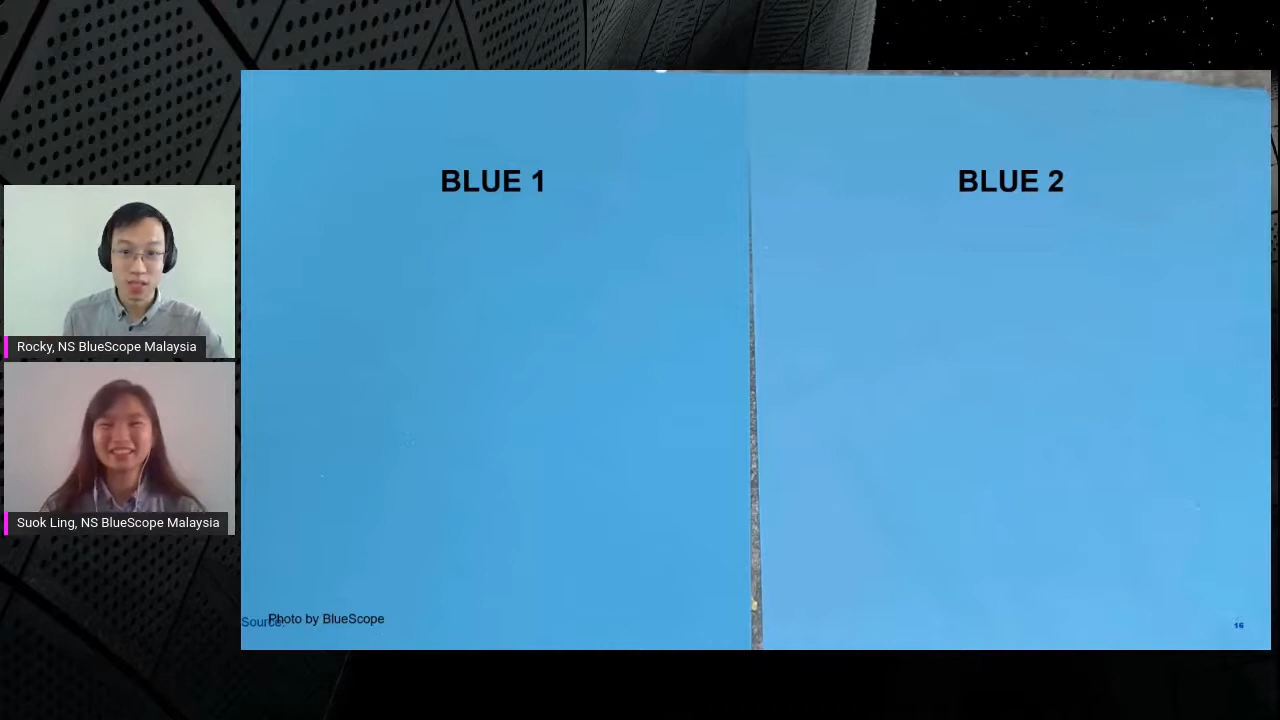 BLUE 1
BLUE 2
Rocky, NS BlueScope Malaysia
Suok Ling, NS BlueScope Malaysia
Source:
Photo by BlueScope
16